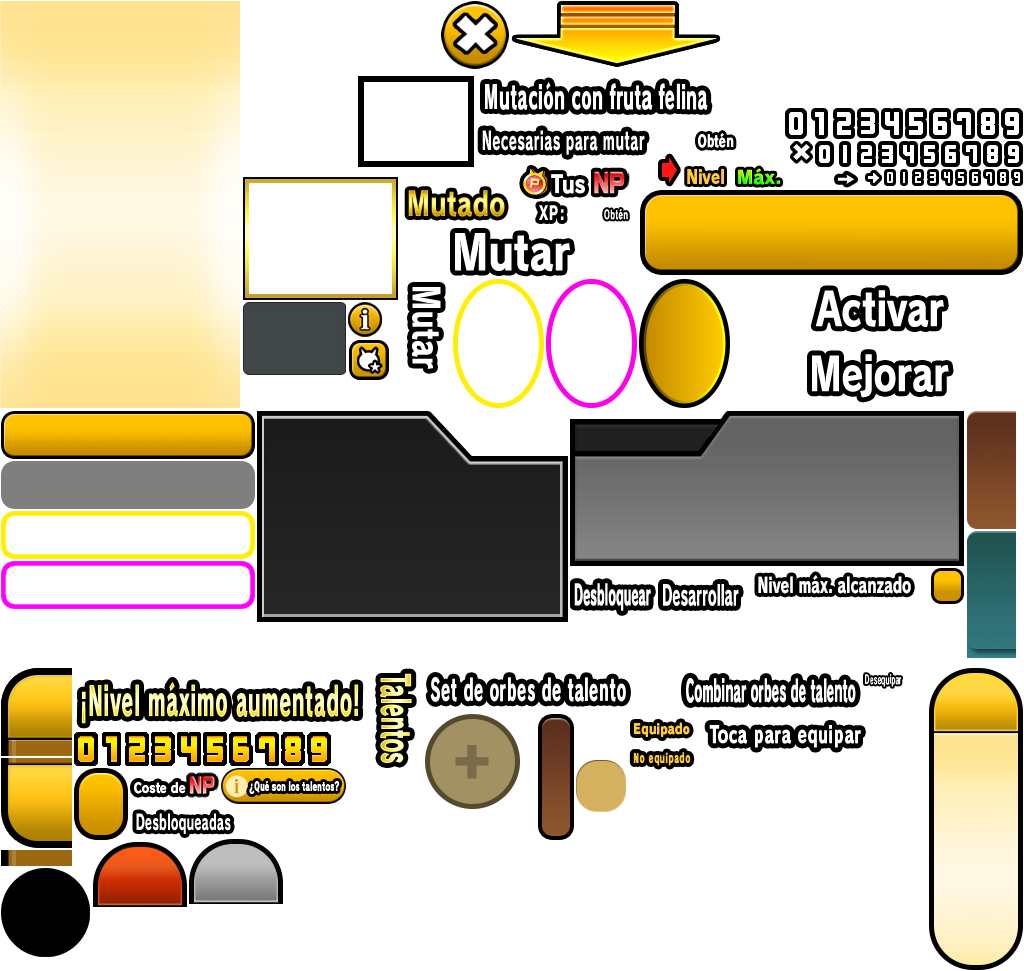 Mutación con fruta felina
0123456789
Necesarias para mutar
Obtén
×0123456789
Tus NP
Nivel Máx.
0123456789
Mutado
XP:
Obtén
Mutar
Mutar
Activar
Mejorar
Desbloquear
Desarrollar
Nivel máx. alcanzado
¡Nivel máximo aumentado!
Talentos
Set de orbes de talento
Combinar orbes de talento
Desequipar
0123456789
Equipado
Toca para equipar
No equipado
Coste de NP
¿Qué son los talentos?
Desbloqueadas